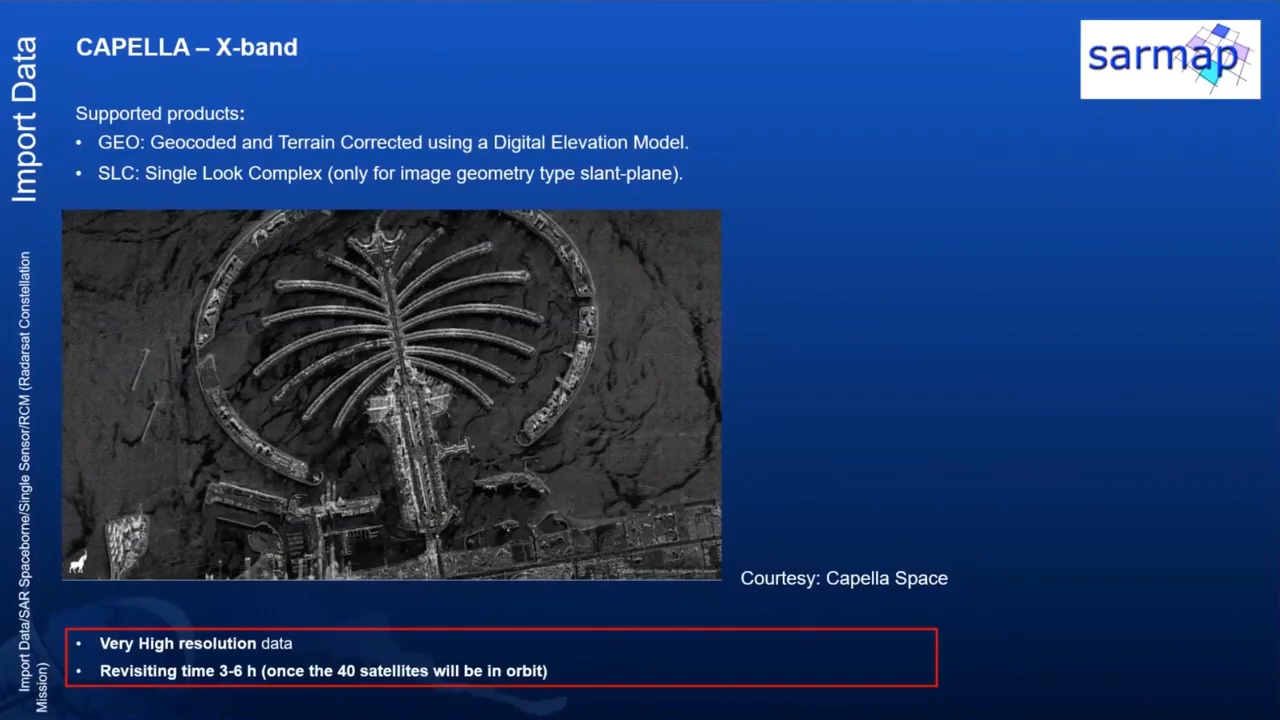 CAPELLA – X-band
sarmap
Import Data
Supported products:
• GEO: Geocoded and Terrain Corrected using a Digital Elevation Model.
• SLC: Single Look Complex (only for image geometry type slant-plane).
Import Data/SAR Spaceborne/Single Sensor/RCM (Radarsat Constellation
Mission)
Courtesy: Capella Space
• Very High resolution data
• Revisiting time 3-6 h (once the 40 satellites will be in orbit)